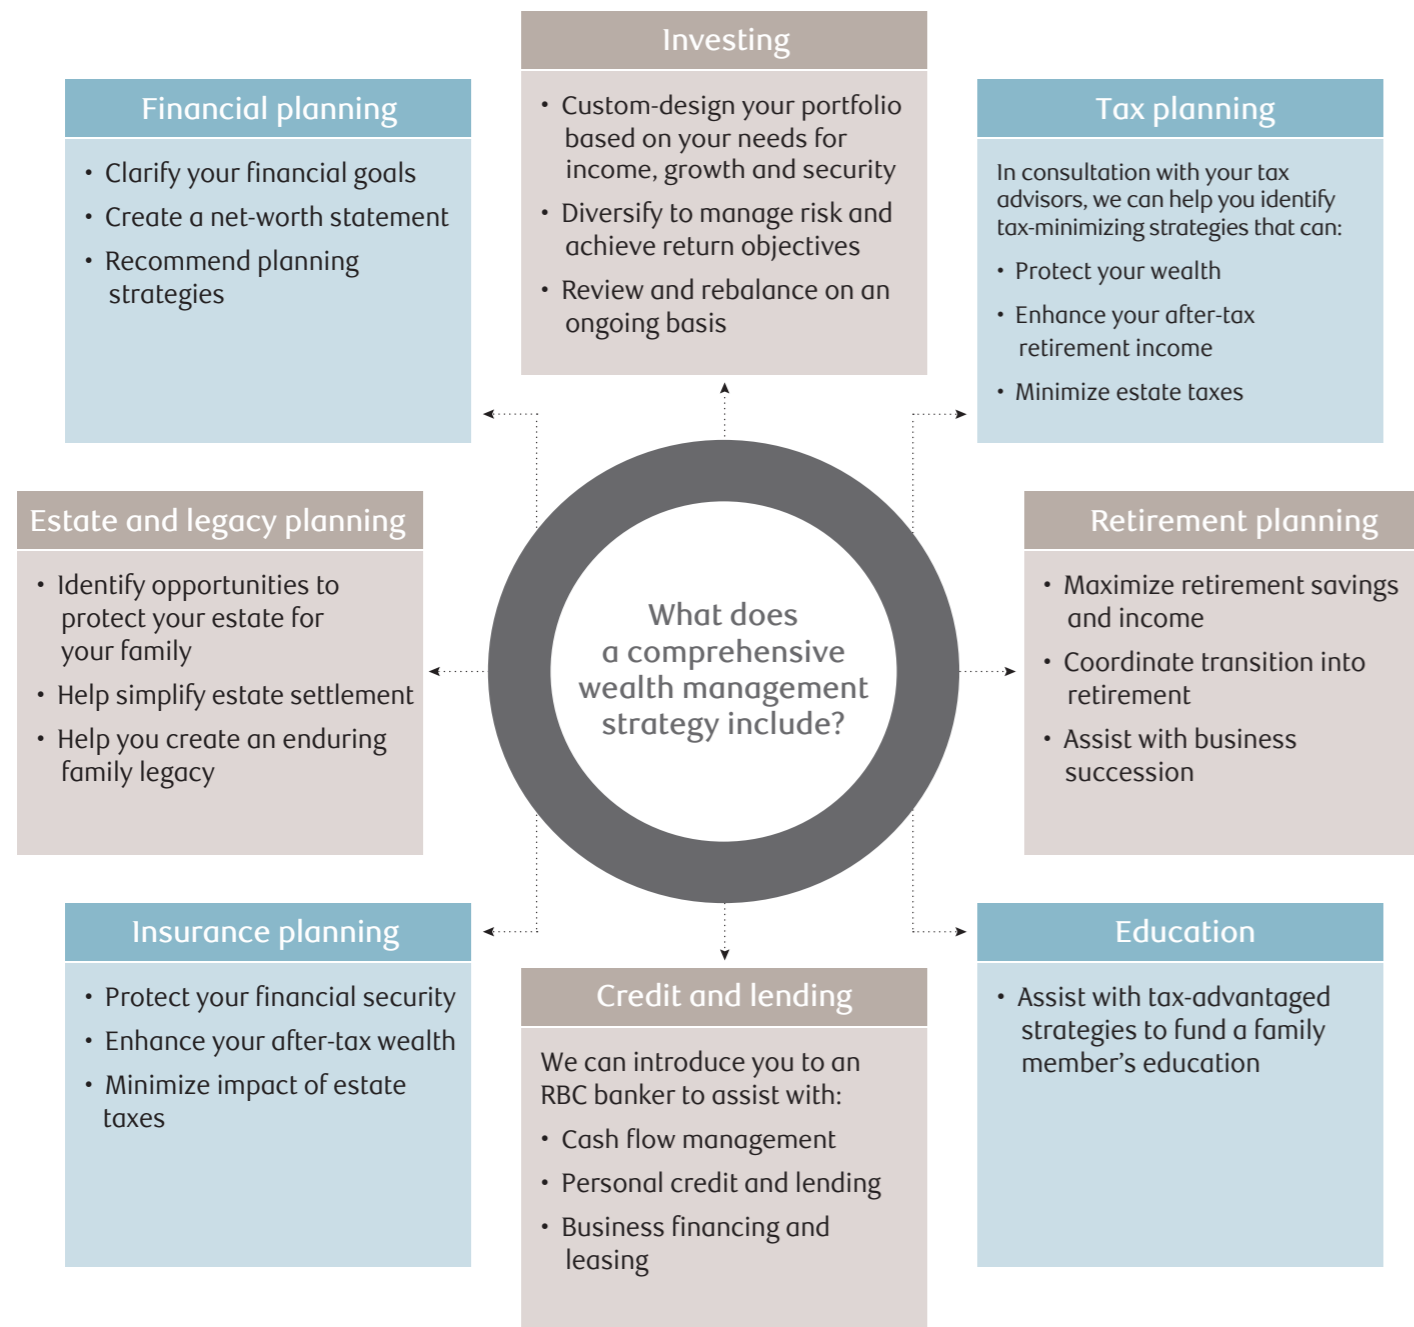 Investing
• Custom-design your portfolio
based on your needs for
income, growth and security
• Diversify to manage risk and
achieve return objectives
• Review and rebalance on an
ongoing basis
Financial planning
• Clarify your financial goals
• Create a net-worth statement
• Recommend planning
strategies
Tax planning
In consultation with your tax
advisors, we can help you identify
tax-minimizing strategies that can:
• Protect your wealth
• Enhance your after-tax
retirement income
• Minimize estate taxes
Estate and legacy planning
• Identify opportunities to
protect your estate for
your family
• Help simplify estate settlement
• Help you create an enduring
family legacy
What does
a comprehensive
wealth management
strategy include?
Retirement planning
• Maximize retirement savings
and income
• Coordinate transition into
retirement
• Assist with business
succession
Insurance planning
• Protect your financial security
• Enhance your after-tax wealth
• Minimize impact of estate
taxes
Credit and lending
We can introduce you to an
RBC banker to assist with:
• Cash flow management
• Personal credit and lending
• Business financing and
leasing
Education
• Assist with tax-advantaged
strategies to fund a family
member’s education